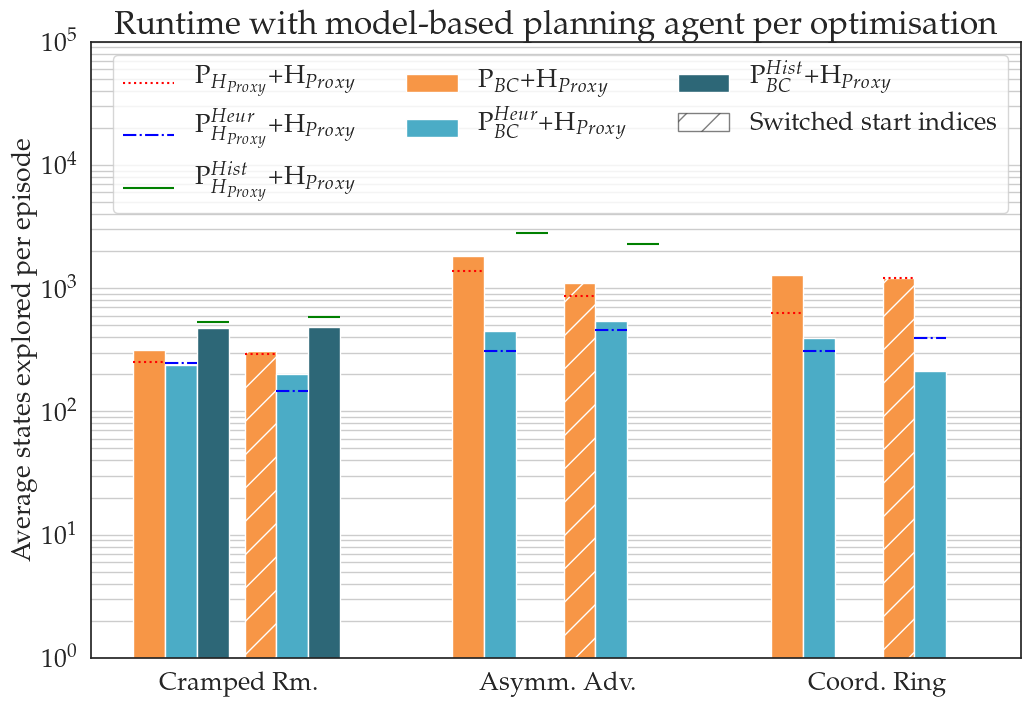 Runtime with model-based planning agent per optimisation
Average states explored per episode
10^5
10^4
10^3
10^2
10^1
10^0
P_{H_{Proxy}}+H_{Proxy}
P^{Heur}_{H_{Proxy}}+H_{Proxy}
P^{Hist}_{H_{Proxy}}+H_{Proxy}
P_{BC}+H_{Proxy}
P^{Heur}_{BC}+H_{Proxy}
P^{Hist}_{BC}+H_{Proxy}
Switched start indices
Cramped Rm.
Asymm. Adv.
Coord. Ring